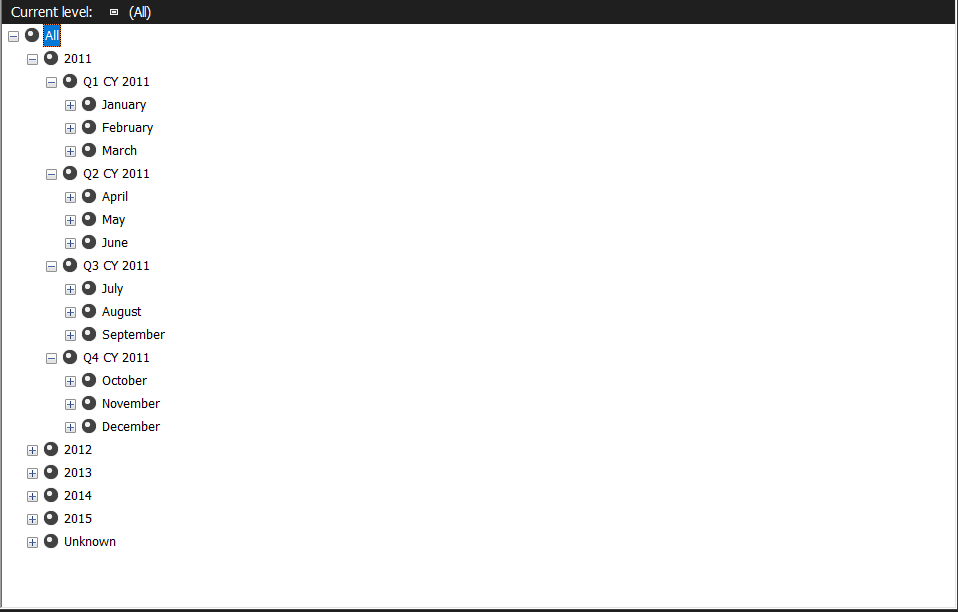 Current level: (All)
All
2011
Q1 CY 2011
January
February
March
Q2 CY 2011
April
May
June
Q3 CY 2011
July
August
September
Q4 CY 2011
October
November
December
2012
2013
2014
2015
Unknown